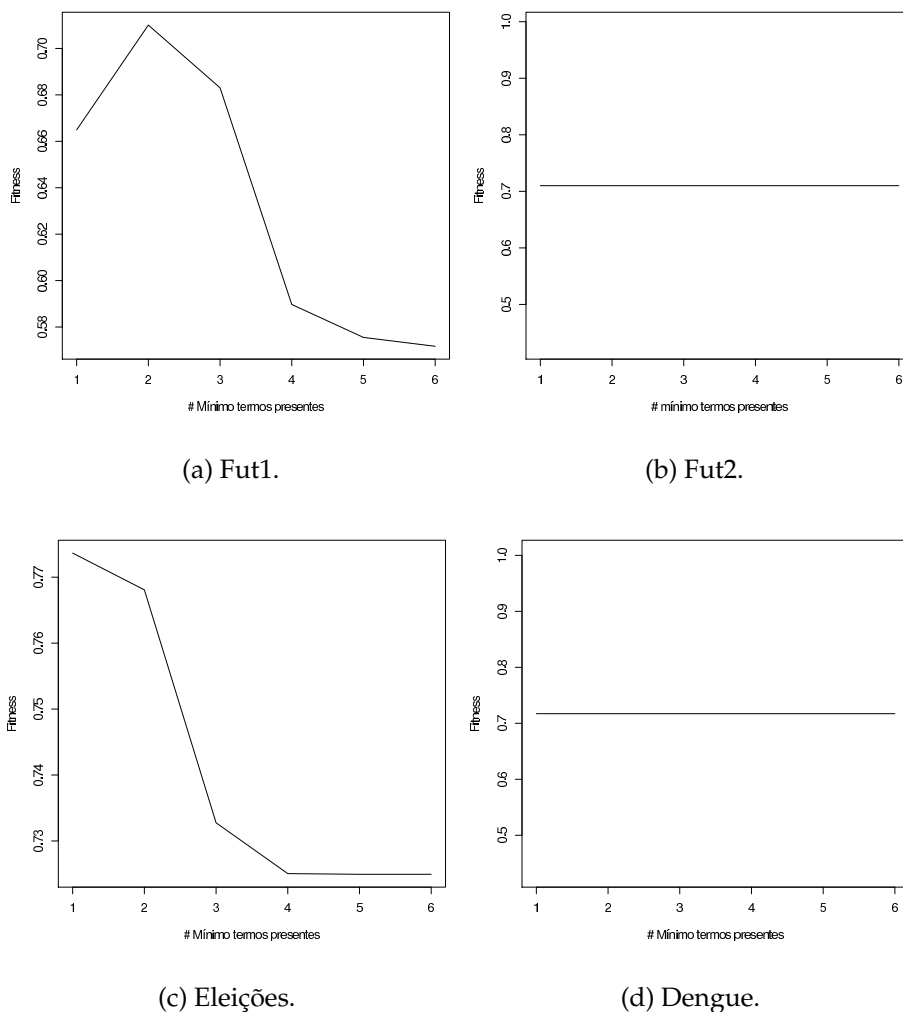 0.70
0.68
0.66
0.64
0.62
0.60
0.58
Fitness
1 2 3 4 5 6
# Mínimo termos presentes
(a) Fut1.
1.0
0.9
0.8
0.7
0.6
0.5
Fitness
1 2 3 4 5 6
# mínimo termos presentes
(b) Fut2.
0.77
0.76
0.75
0.74
0.73
Fitness
1 2 3 4 5 6
# Mínimo termos presentes
(c) Eleições.
1.0
0.9
0.8
0.7
0.6
0.5
Fitness
1 2 3 4 5 6
# Mínimo termos presentes
(d) Dengue.